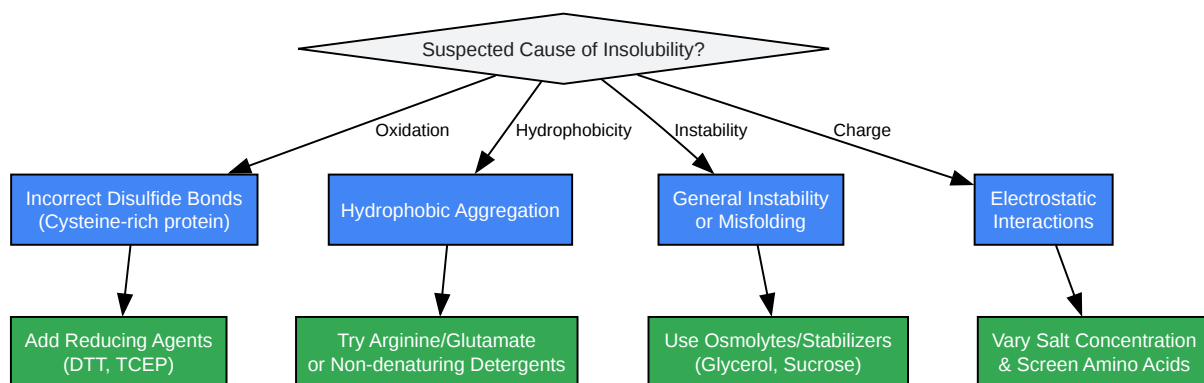 Suspected Cause of Insolubility?
Oxidation
Hydrophobicity
Instability
Charge
Incorrect Disulfide Bonds
(Cysteine-rich protein)
Hydrophobic Aggregation
General Instability
or Misfolding
Electrostatic
Interactions
Add Reducing Agents
(DTT, TCEP)
Try Arginine/Glutamate
or Non-denaturing Detergents
Use Osmolytes/Stabilizers
(Glycerol, Sucrose)
Vary Salt Concentration
& Screen Amino Acids